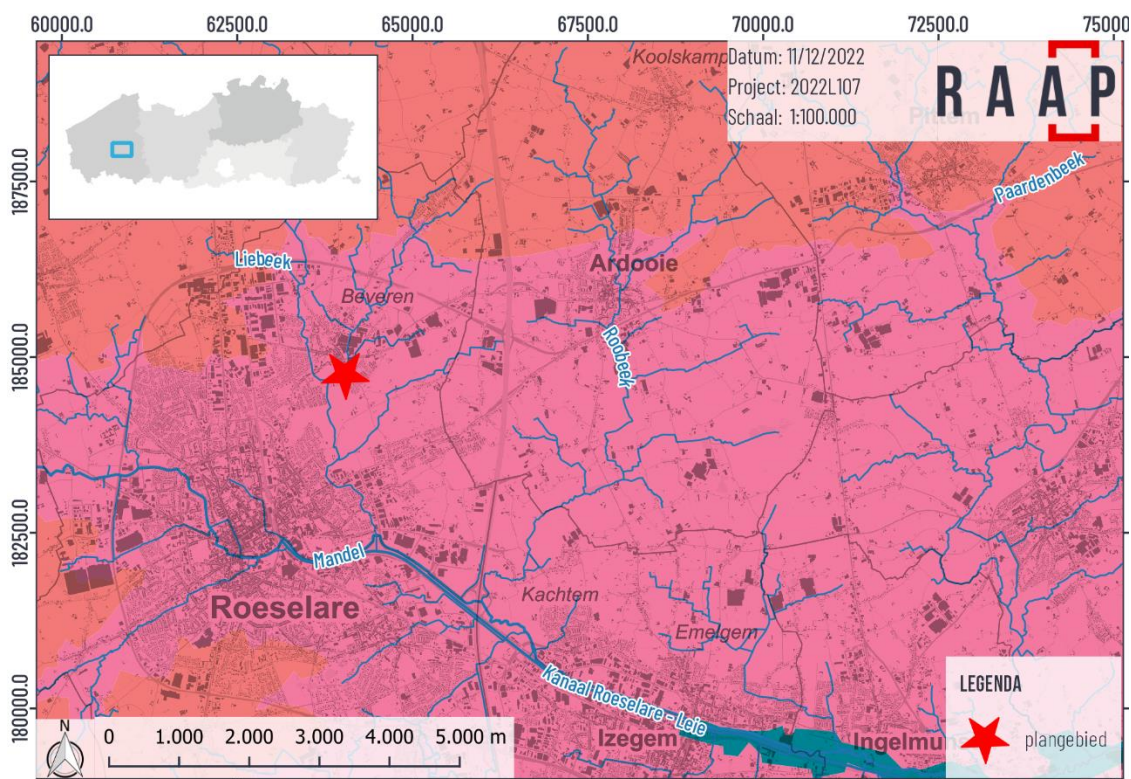 60000.0 62500.0 65000.0 67500.0 70000.0 72500.0 75000.0
Koolskamp
Datum: 11/12/2022
Project: 2022L107
Schaal: 1:100.000
RAAP
Pittem
187500.0
Paardenbeek
Liebeek
Ardooie
Beveren
Roobeek
185000.0
182500.0
Mandel
Roeselare
Kachtem
Emelgem
Kanaal Roeselare - Leie
180000.0
Izegem
LEGENDA
plangebied
N
0 1.000 2.000 3.000 4.000 5.000 m